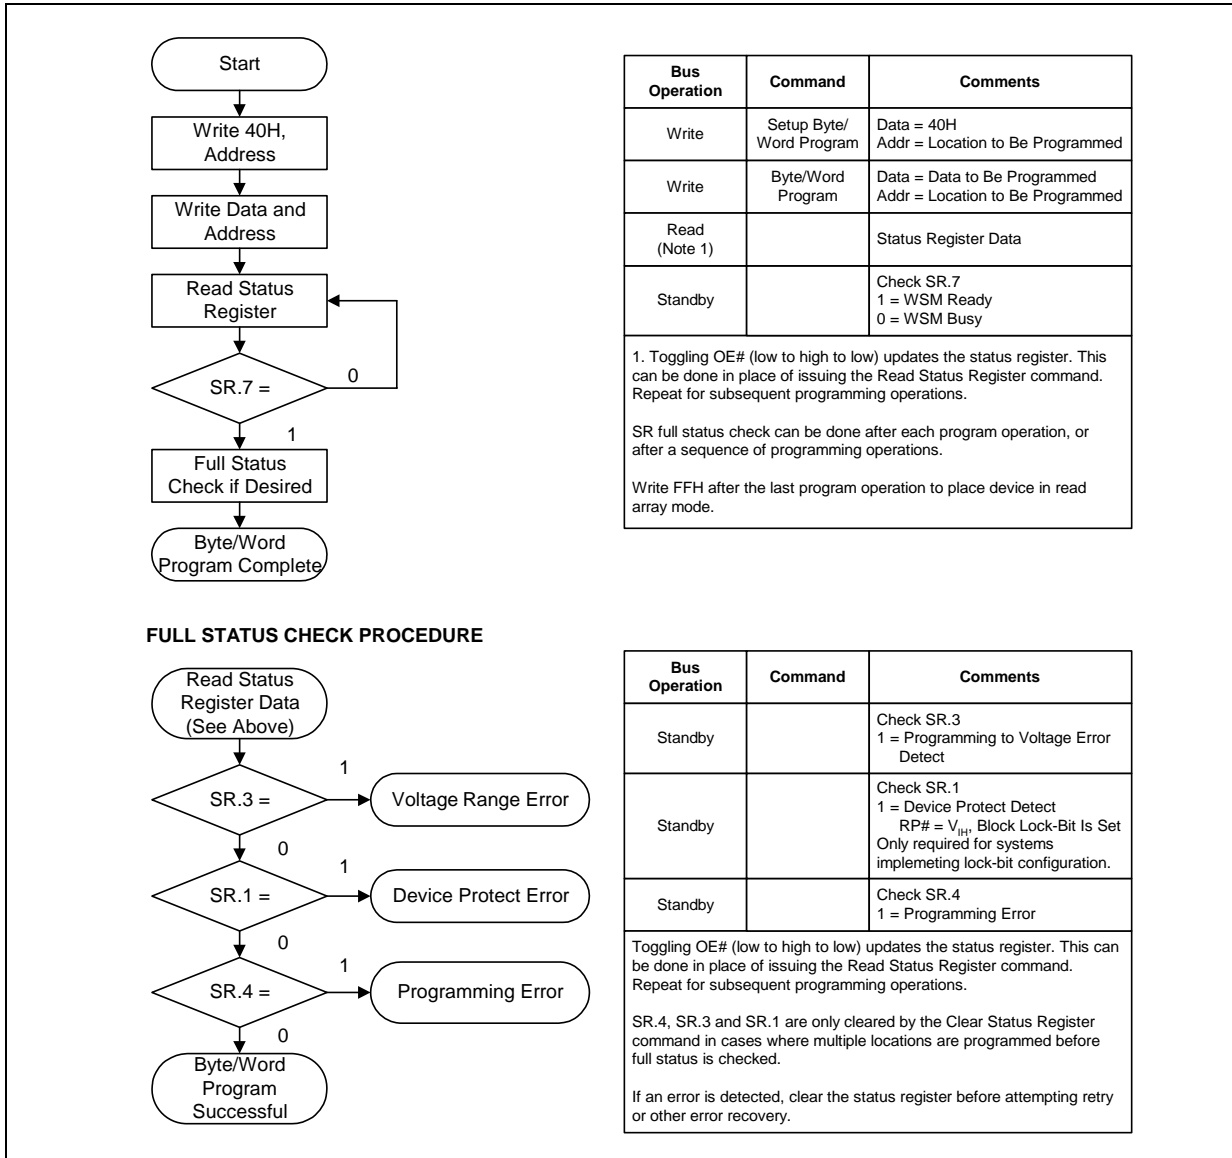 Start
Write 40H,
Address
Write Data and
Address
Read Status
Register
SR.7 =
0
1
Full Status
Check if Desired
Byte/Word
Program Complete
Bus
Operation
Command
Comments
Write
Setup Byte/
Word Program
Data = 40H
Addr = Location to Be Programmed
Write
Byte/Word
Program
Data = Data to Be Programmed
Addr = Location to Be Programmed
Read
(Note 1)
Status Register Data
Standby
Check SR.7
1 = WSM Ready
0 = WSM Busy
1. Toggling OE# (low to high to low) updates the status register. This
can be done in place of issuing the Read Status Register command.
Repeat for subsequent programming operations.
SR full status check can be done after each program operation, or
after a sequence of programming operations.
Write FFH after the last program operation to place device in read
array mode.
FULL STATUS CHECK PROCEDURE
Read Status
Register Data
(See Above)
SR.3 =
1
Voltage Range Error
0
SR.1 =
1
Device Protect Error
0
SR.4 =
1
Programming Error
0
Byte/Word
Program
Successful
Bus
Operation
Command
Comments
Standby
Check SR.3
1 = Programming to Voltage Error
Detect
Standby
Check SR.1
1 = Device Protect Detect
RP# = VIH, Block Lock-Bit Is Set
Only required for systems
implemeting lock-bit configuration.
Standby
Check SR.4
1 = Programming Error
Toggling OE# (low to high to low) updates the status register. This can
be done in place of issuing the Read Status Register command.
Repeat for subsequent programming operations.
SR.4, SR.3 and SR.1 are only cleared by the Clear Status Register
command in cases where multiple locations are programmed before
full status is checked.
If an error is detected, clear the status register before attempting retry
or other error recovery.